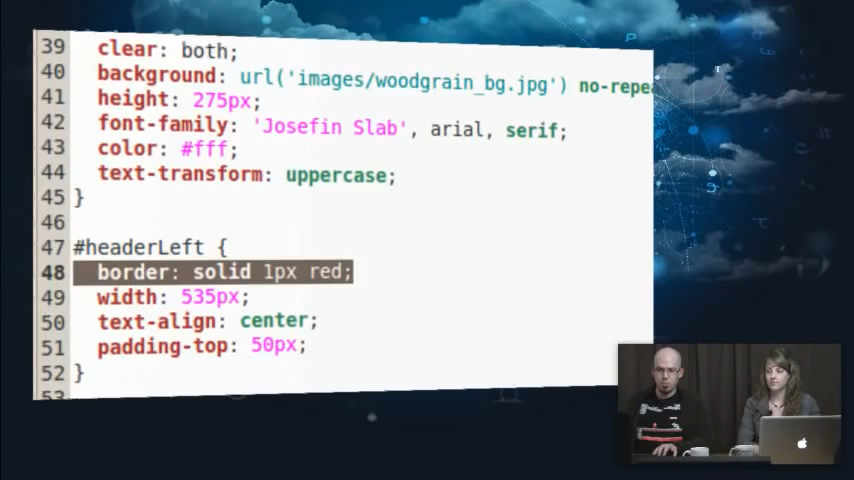 39 clear: both;
40 background: url('images/woodgrain_bg.jpg') no-repea
41 height: 275px;
42 font-family: 'Josefin Slab', arial, serif;
43 color: #fff;
44 text-transform: uppercase;
45 }
46
47 #headerLeft {
48 border: solid 1px red;
49 width: 535px;
50 text-align: center;
51 padding-top: 50px;
52 }
53